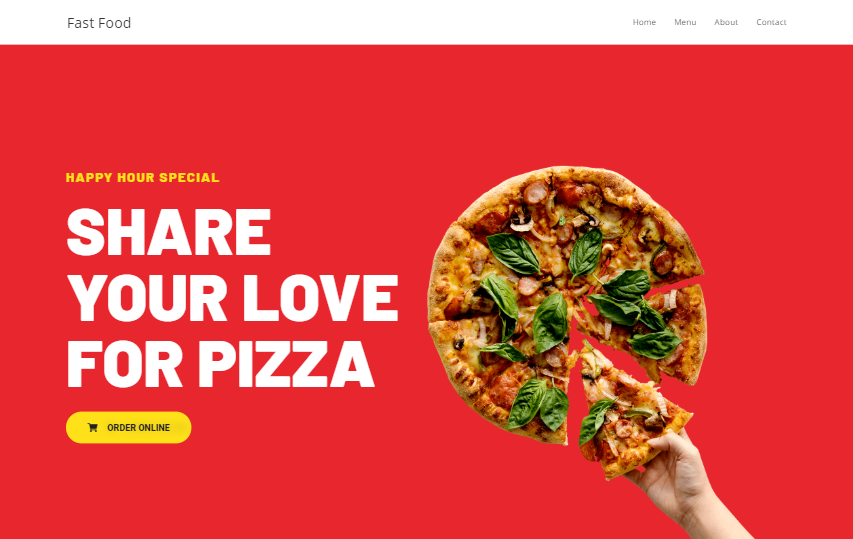 Fast Food
Home Menu About Contact
HAPPY HOUR SPECIAL
SHARE
YOUR LOVE
FOR PIZZA
ORDER ONLINE